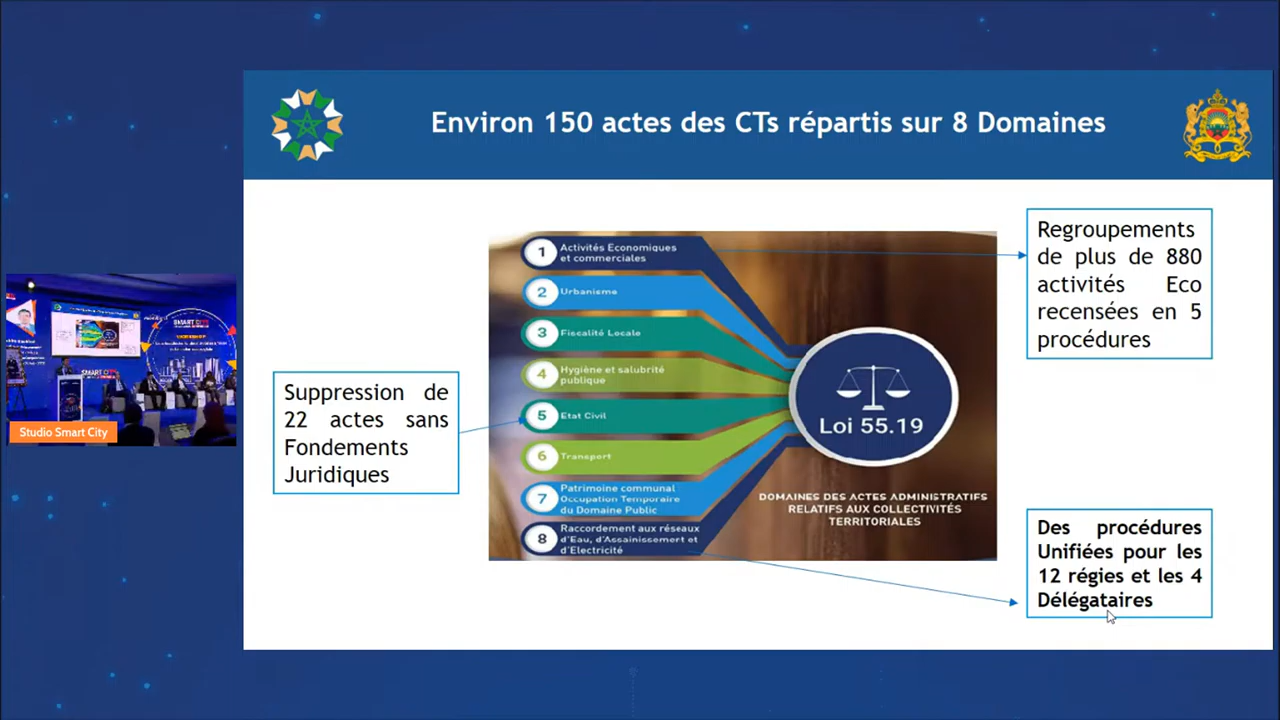 Environ 150 actes des CTs répartis sur 8 Domaines
Regroupements
de plus de 880
activités Eco
recensées en 5
procédures
1 Activités Economiques
et commerciales
2 Urbanisme
3 Fiscalité Locale
4 Hygiène et salubrité
publique
5 Etat Civil
6 Transport
7 Patrimoine communal
Occupation Temporaire
du Domaine Public
8 Raccordement aux réseaux
d'Eau, d'Assainissement et
d'Electricité
Loi 55.19
DOMAINES DES ACTES ADMINISTRATIFS
RELATIFS AUX COLLECTIVITÉS
TERRITORIALES
Suppression de
22 actes sans
Fondements
Juridiques
Des procédures
Unifiées pour les
12 régies et les 4
Délégataires
SMART CITY
Studio Smart City